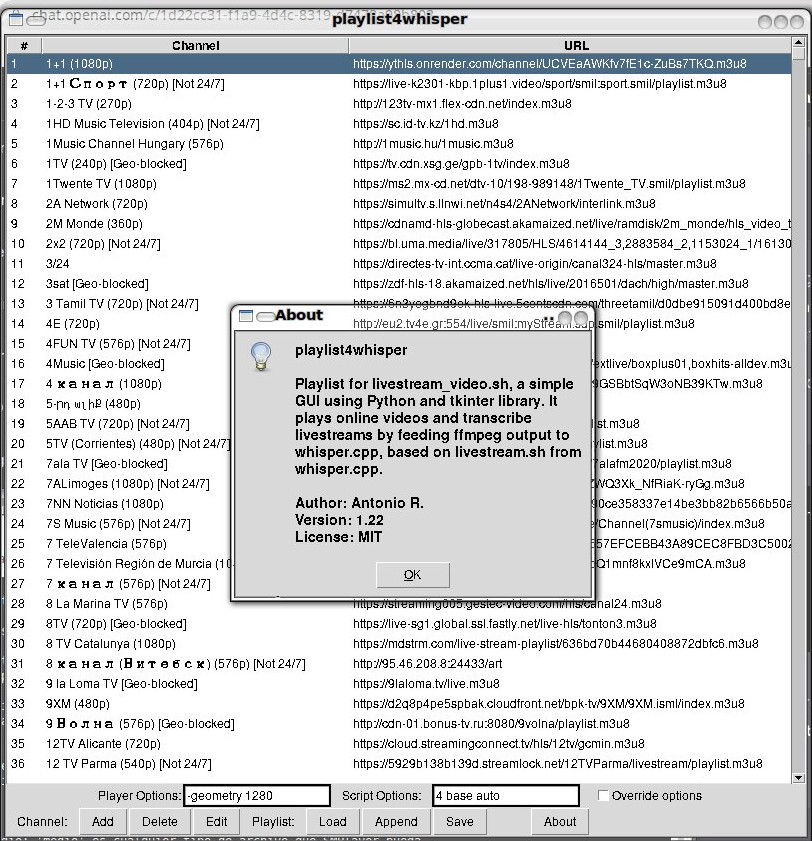 chat.openai.com/c/1d22cc31-f1a9-4d4c-8319
playlist4whisper
# Channel URL
1 1+1 (1080p) https://ythls.onrender.com/channel/UCVEaAWKfv7fE1c-ZuBs7TKQ.m3u8
2 1+1 Спорт (720p) [Not 24/7] https://live-k2301-kbp.1plus1.video/sport/smil:sport.smil/playlist.m3u8
3 1-2-3 TV (270p) http://123tv-mx1.flex-cdn.net/index.m3u8
4 1HD Music Television (404p) [Not 24/7] https://sc.id-tv.kz/1hd.m3u8
5 1Music Channel Hungary (576p) http://1music.hu/1music.m3u8
6 1TV (240p) [Geo-blocked] https://tv.cdn.xsg.ge/gpb-1tv/index.m3u8
7 1Twente TV (1080p) https://ms2.mx-cd.net/dtv-10/198-989148/1Twente_TV.smil/playlist.m3u8
8 2A Network (720p) https://simultv.s.llnwi.net/n4s4/2ANetwork/interlink.m3u8
9 2M Monde (360p) https://cdnamd-hls-globecast.akamaized.net/live/ramdisk/2m_monde/hls_video_t
10 2x2 (720p) [Not 24/7] https://bl.uma.media/live/317805/HLS/4614144_3,2883584_2,1153024_1/16130
11 3/24 https://directes-tv-int.ccma.cat/live-origin/canal324-hls/master.m3u8
12 3sat [Geo-blocked] https://zdf-hls-18.akamaized.net/hls/live/2016501/dach/high/master.m3u8
13 3 Tamil TV (720p) [Not 24/7] https://6n3yogbnd9ok-hls-live.5centscdn.com/threetamil/d0dbe915091d400bd8e
14 4E (720p) http://eu2.tv4e.gr:554/live/smil:myStream.sdp.smil/playlist.m3u8
15 4FUN TV (576p) [Not 24/7]
16 4Music [Geo-blocked] extlive/boxplus01,boxhits-alldev.m3u
17 4 канал (1080p) 9GSBbtSqW3oNB39KTw.m3u8
18 5-րդ ալիք (480p)
19 5AAB TV (720p) [Not 24/7] st.m3u8
20 5TV (Corrientes) (480p) [Not 24/7] st.m3u8
21 7ala TV [Geo-blocked] 7alafm2020/playlist.m3u8
22 7ALimoges (1080p) [Not 24/7] WQ3Xk_NfRiaK-ryGg.m3u8
23 7NN Noticias (1080p) 90ce358337e14be3bb82b6566b50a
24 7S Music (576p) [Not 24/7] e/Channel(7smusic)/index.m3u8
25 7 TeleValencia (576p) 557EFCEBB43A89CEC8FBD3C5002
26 7 Televisión Región de Murcia (10 oQ1mnf8kxIVCe9mCA.m3u8
27 7 канал (576p) [Not 24/7]
28 8 La Marina TV (576p) https://streaming005.gestec-video.com/hls/canal24.m3u8
29 8TV (720p) [Geo-blocked] https://live-sg1.global.ssl.fastly.net/live-hls/tonton3.m3u8
30 8 TV Catalunya (1080p) https://mdstrm.com/live-stream-playlist/636bd70b44680408872dbfc6.m3u8
31 8 канал (Витебск) (576p) [Not 24/7] http://95.46.208.8:24433/art
32 9 la Loma TV [Geo-blocked] https://9laloma.tv/live.m3u8
33 9XM (480p) https://d2q8p4pe5spbak.cloudfront.net/bpk-tv/9XM/9XM.isml/index.m3u8
34 9 Волна (576p) [Geo-blocked] http://cdn-01.bonus-tv.ru:8080/9volna/playlist.m3u8
35 12TV Alicante (720p) https://cloud.streamingconnect.tv/hls/12tv/gcmin.m3u8
36 12 TV Parma (540p) [Not 24/7] https://5929b138b139d.streamlock.net/12TVParma/livestream/playlist.m3u8
About
playlist4whisper
Playlist for livestream_video.sh, a simple
GUI using Python and tkinter library. It
plays online videos and transcribe
livestreams by feeding ffmpeg output to
whisper.cpp, based on livestream.sh from
whisper.cpp.
Author: Antonio R.
Version: 1.22
License: MIT
OK
Player Options: -geometry 1280 Script Options: 4 base auto Override options
Channel: Add Delete Edit Playlist: Load Append Save About